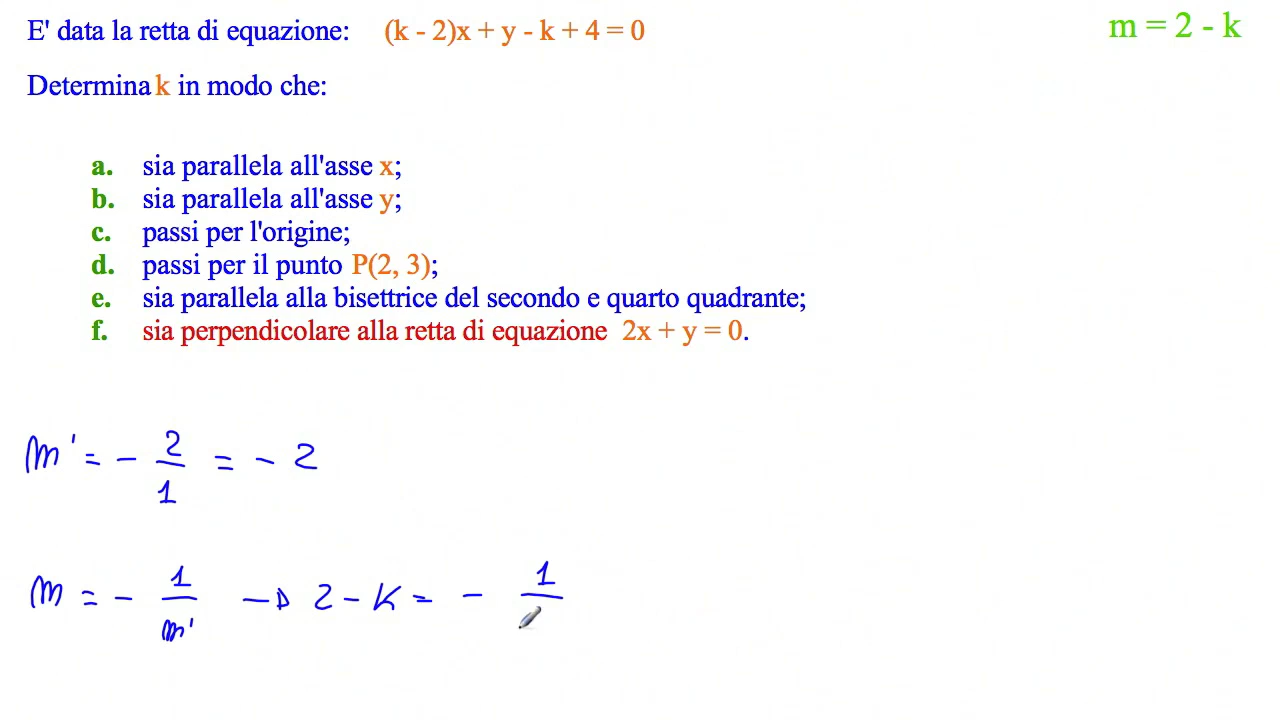 E' data la retta di equazione: (k - 2)x + y - k + 4 = 0
m = 2 - k
Determina k in modo che:
a. sia parallela all'asse x;
b. sia parallela all'asse y;
c. passi per l'origine;
d. passi per il punto P(2, 3);
e. sia parallela alla bisettrice del secondo e quarto quadrante;
f. sia perpendicolare alla retta di equazione 2x + y = 0.
m' = - 2/1 = - 2
m = - 1/m' → 2 - k = - 1/